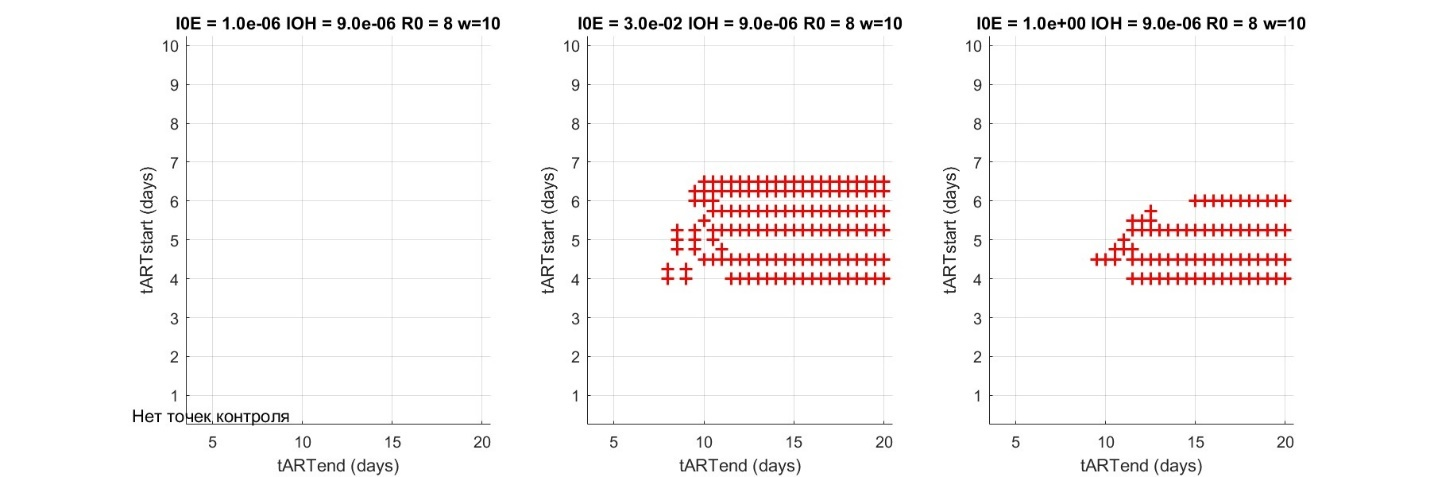 I0E = 1.0e-06 IOH = 9.0e-06 R0 = 8 w=10
10
9
8
7
6
5
4
3
2
1
tARTstart (days)
Нет точек контроля
5 10 15 20
tARTend (days)
I0E = 3.0e-02 IOH = 9.0e-06 R0 = 8 w=10
10
9
8
7
6
5
4
3
2
1
tARTstart (days)
5 10 15 20
tARTend (days)
I0E = 1.0e+00 IOH = 9.0e-06 R0 = 8 w=10
10
9
8
7
6
5
4
3
2
1
tARTstart (days)
5 10 15 20
tARTend (days)